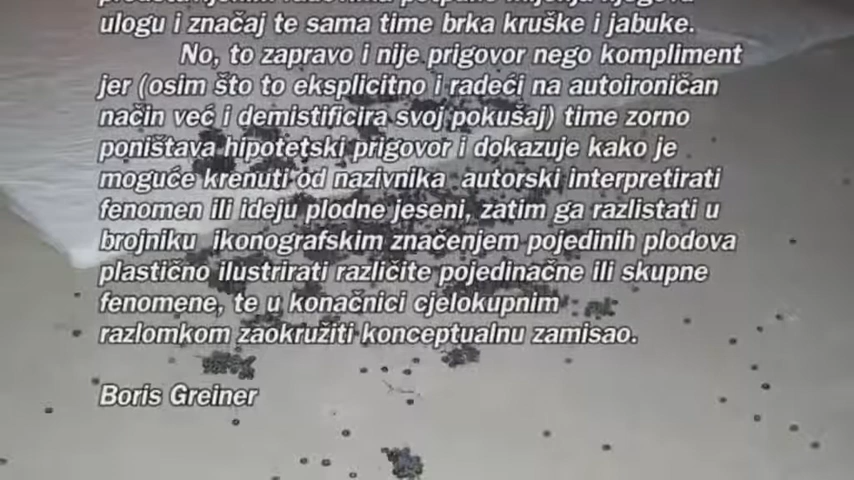 ulogu i značaj te sama time brka kruške i jabuke.
No, to zapravo i nije prigovor nego kompliment
jer (osim što to eksplicitno i radeći na autoironičan
način već i demistificira svoj pokušaj) time zorno
poništava hipotetski prigovor i dokazuje kako je
moguće krenuti od nazivnika autorski interpretirati
fenomen ili ideju plodne jeseni, zatim ga razlistati u
brojniku ikonografskim značenjem pojedinih plodova
plastično ilustrirati različite pojedinačne ili skupne
fenomene, te u konačnici cjelokupnim
razlomkom zaokružiti konceptualnu zamisao.
Boris Greiner